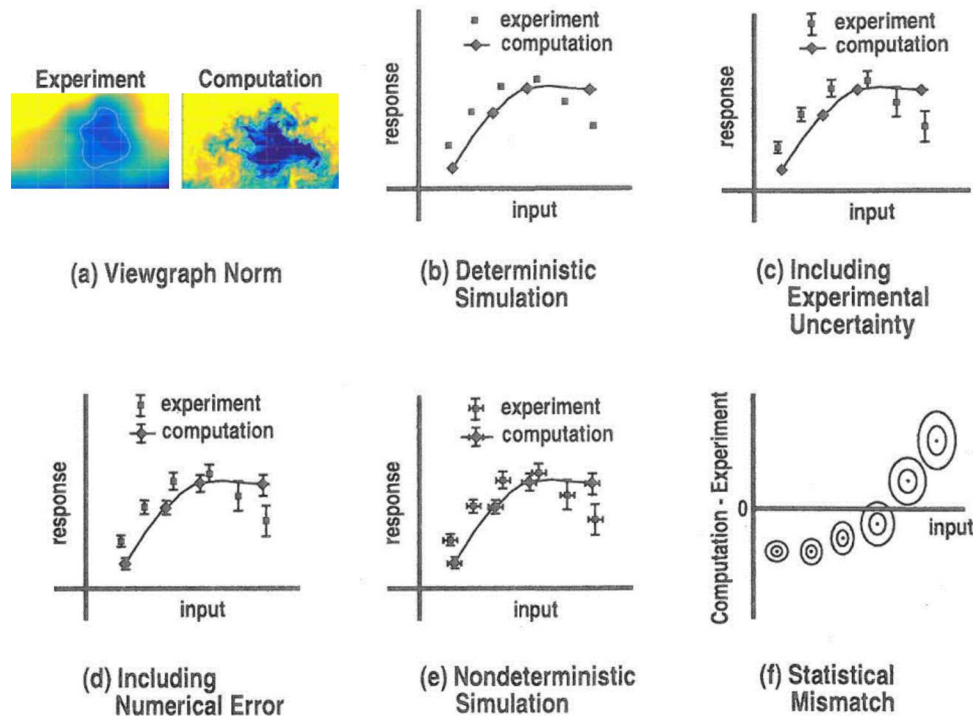 Experiment
Computation
(a) Viewgraph Norm
experiment
computation
response
input
(b) Deterministic
Simulation
experiment
computation
response
input
(c) Including
Experimental
Uncertainty
experiment
computation
response
input
(d) Including
Numerical Error
experiment
computation
response
input
(e) Nondeterministic
Simulation
Computation - Experiment
0
input
(f) Statistical
Mismatch